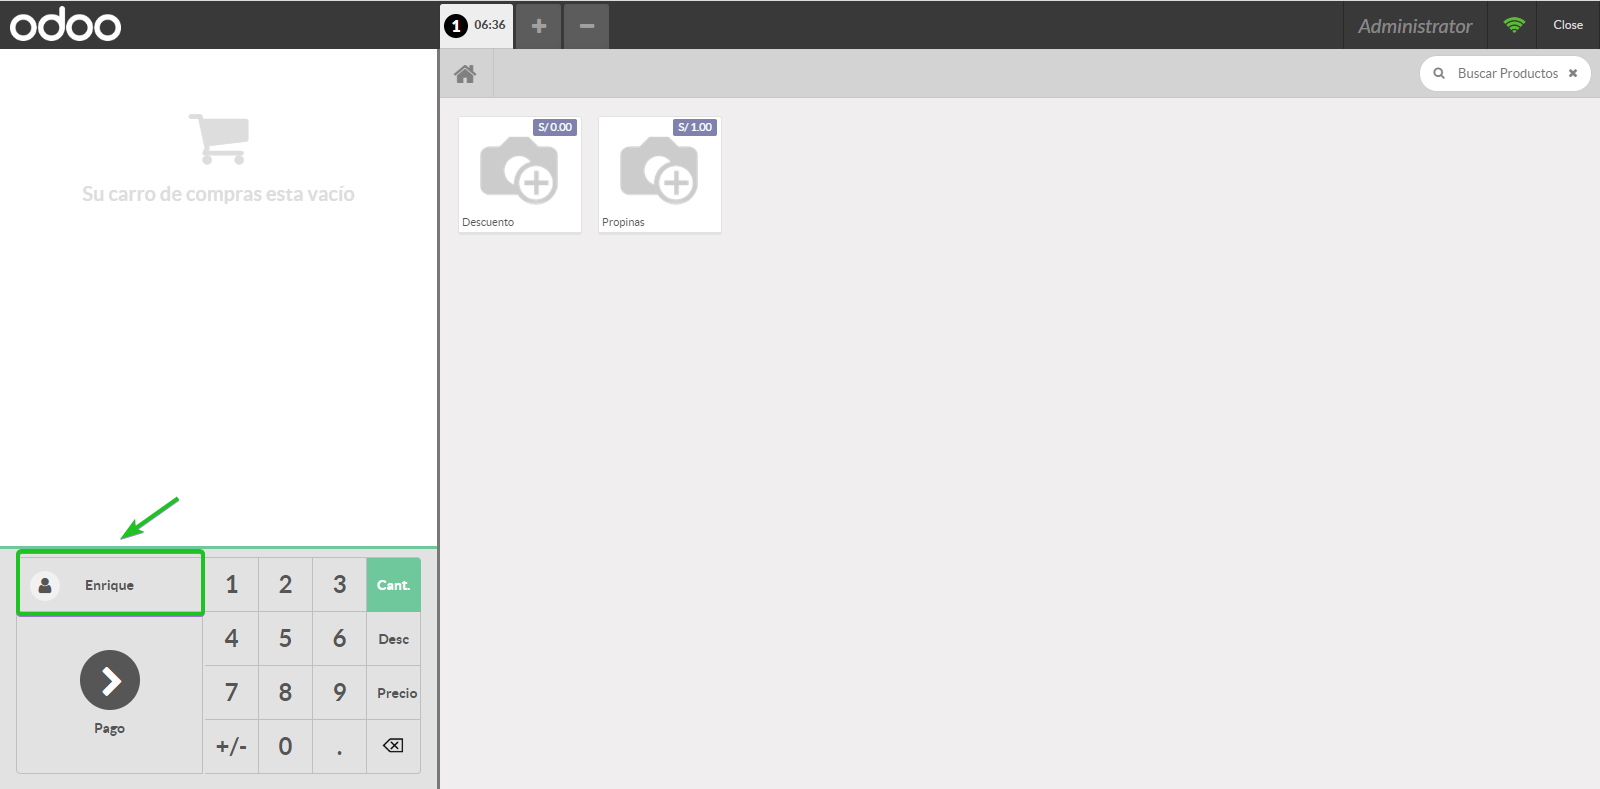 odoo
1 06:36 + −
Administrator
Close
Buscar Productos
Su carro de compras esta vacío
S/ 0.00
Descuento
S/ 1.00
Propinas
Enrique
Pago
1 2 3 Cant.
4 5 6 Desc
7 8 9 Precio
+/- 0 .